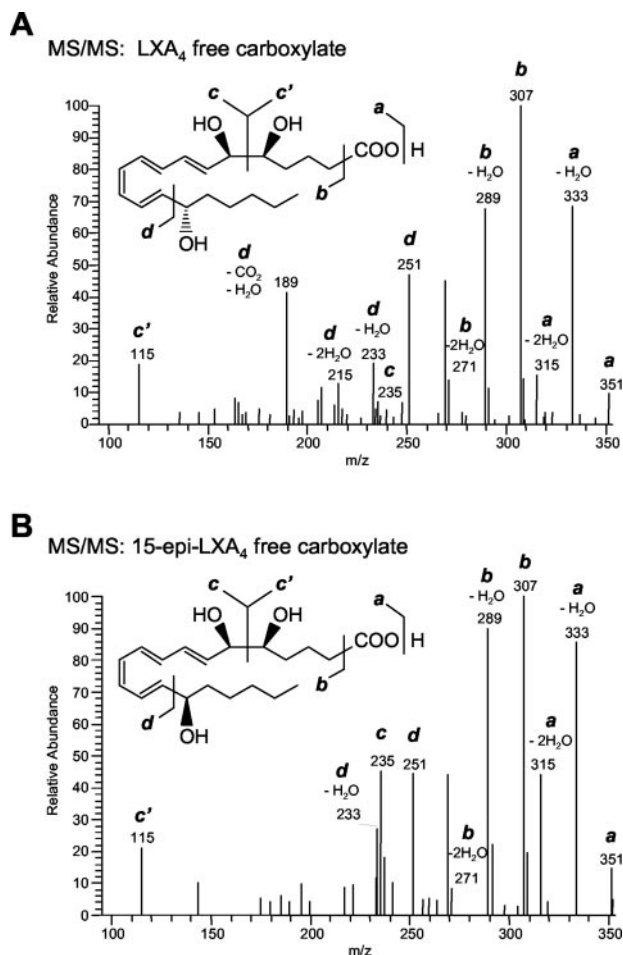 A
MS/MS: LXA₄ free carboxylate
c c'
HO OH
a
COO H
b
d
OH
Relative Abundance
100
90
80
70
60
50
40
30
20
10
0
b
307
b
- H₂O
289
a
- H₂O
333
d
251
d
- CO₂
- H₂O
189
c'
115
d
- 2H₂O
215
d
- H₂O
233
c
235
b
-2H₂O
271
a
- 2H₂O
315
a
351
100 150 200 250 300 350
m/z
B
MS/MS: 15-epi-LXA₄ free carboxylate
c c'
HO OH
a
COO H
b
d
OH
Relative Abundance
100
90
80
70
60
50
40
30
20
10
0
b
307
b
- H₂O
289
a
- H₂O
333
c
235
d
251
d
- H₂O
233
a
- 2H₂O
315
c'
115
b
-2H₂O
271
a
351
100 150 200 250 300 350
m/z